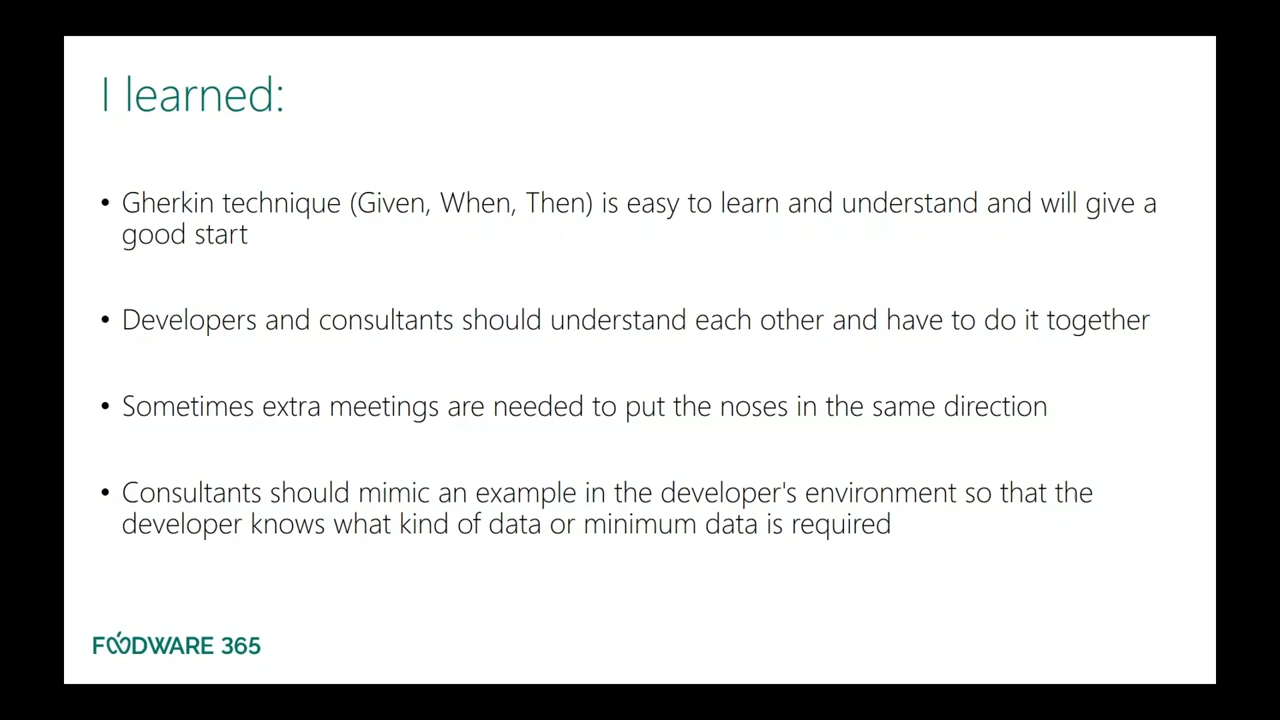 I learned:
• Gherkin technique (Given, When, Then) is easy to learn and understand and will give a
good start
• Developers and consultants should understand each other and have to do it together
• Sometimes extra meetings are needed to put the noses in the same direction
• Consultants should mimic an example in the developer's environment so that the
developer knows what kind of data or minimum data is required
FOODWARE 365